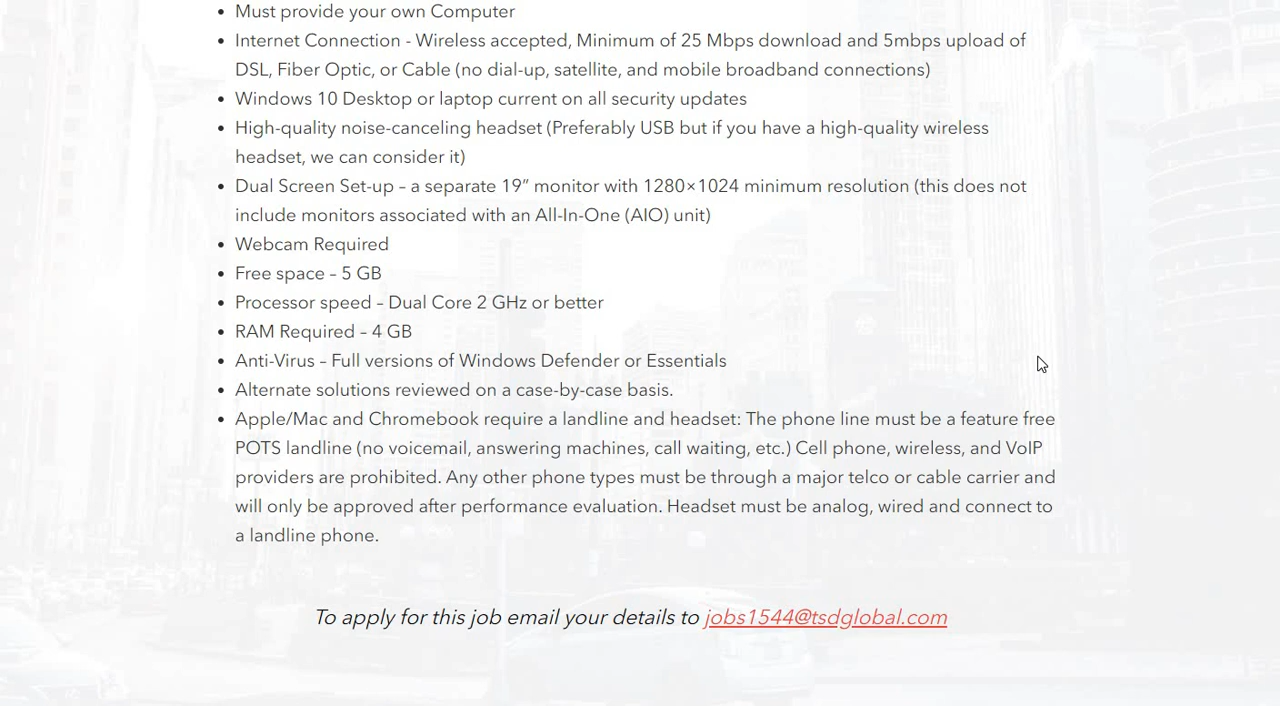 Must provide your own Computer
Internet Connection - Wireless accepted, Minimum of 25 Mbps download and 5mbps upload of
DSL, Fiber Optic, or Cable (no dial-up, satellite, and mobile broadband connections)
Windows 10 Desktop or laptop current on all security updates
High-quality noise-canceling headset (Preferably USB but if you have a high-quality wireless
headset, we can consider it)
Dual Screen Set-up – a separate 19” monitor with 1280×1024 minimum resolution (this does not
include monitors associated with an All-In-One (AIO) unit)
Webcam Required
Free space – 5 GB
Processor speed – Dual Core 2 GHz or better
RAM Required – 4 GB
Anti-Virus – Full versions of Windows Defender or Essentials
Alternate solutions reviewed on a case-by-case basis.
Apple/Mac and Chromebook require a landline and headset: The phone line must be a feature free
POTS landline (no voicemail, answering machines, call waiting, etc.) Cell phone, wireless, and VoIP
providers are prohibited. Any other phone types must be through a major telco or cable carrier and
will only be approved after performance evaluation. Headset must be analog, wired and connect to
a landline phone.
To apply for this job email your details to jobs1544@tsdglobal.com